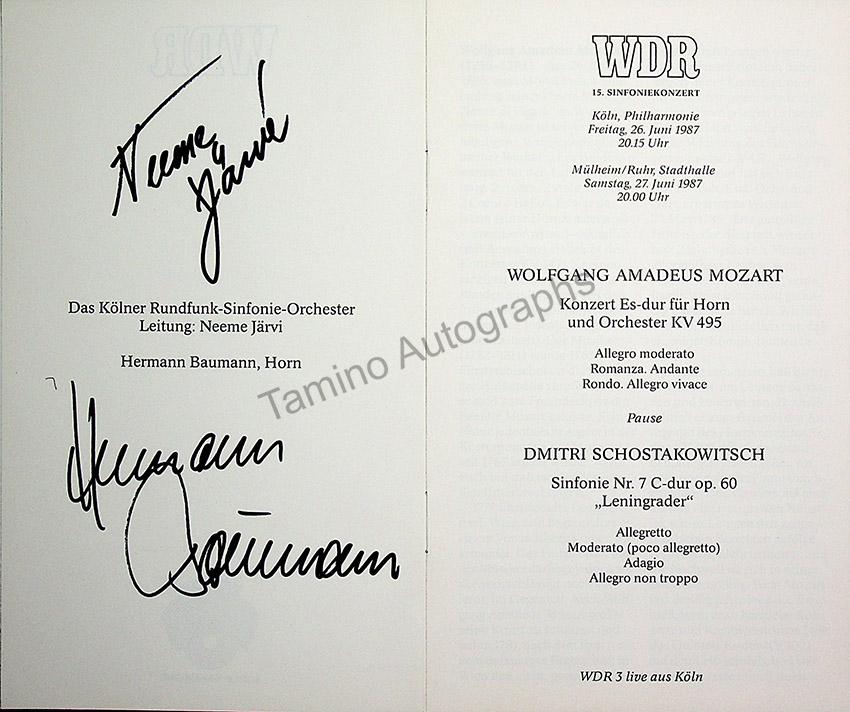 Neeme
Järvi
Das Kölner Rundfunk-Sinfonie-Orchester
Leitung: Neeme Järvi
Hermann Baumann, Horn
Hermann
Baumann
WDR
15. SINFONIEKONZERT
Köln, Philharmonie
Freitag, 26. Juni 1987
20.15 Uhr
Mülheim/Ruhr, Stadthalle
Samstag, 27. Juni 1987
20.00 Uhr
WOLFGANG AMADEUS MOZART
Konzert Es-dur für Horn
und Orchester KV 495
Allegro moderato
Romanza. Andante
Rondo. Allegro vivace
Pause
DMITRI SCHOSTAKOWITSCH
Sinfonie Nr. 7 C-dur op. 60
„Leningrader“
Allegretto
Moderato (poco allegretto)
Adagio
Allegro non troppo
WDR 3 live aus Köln
Tamino Autographs